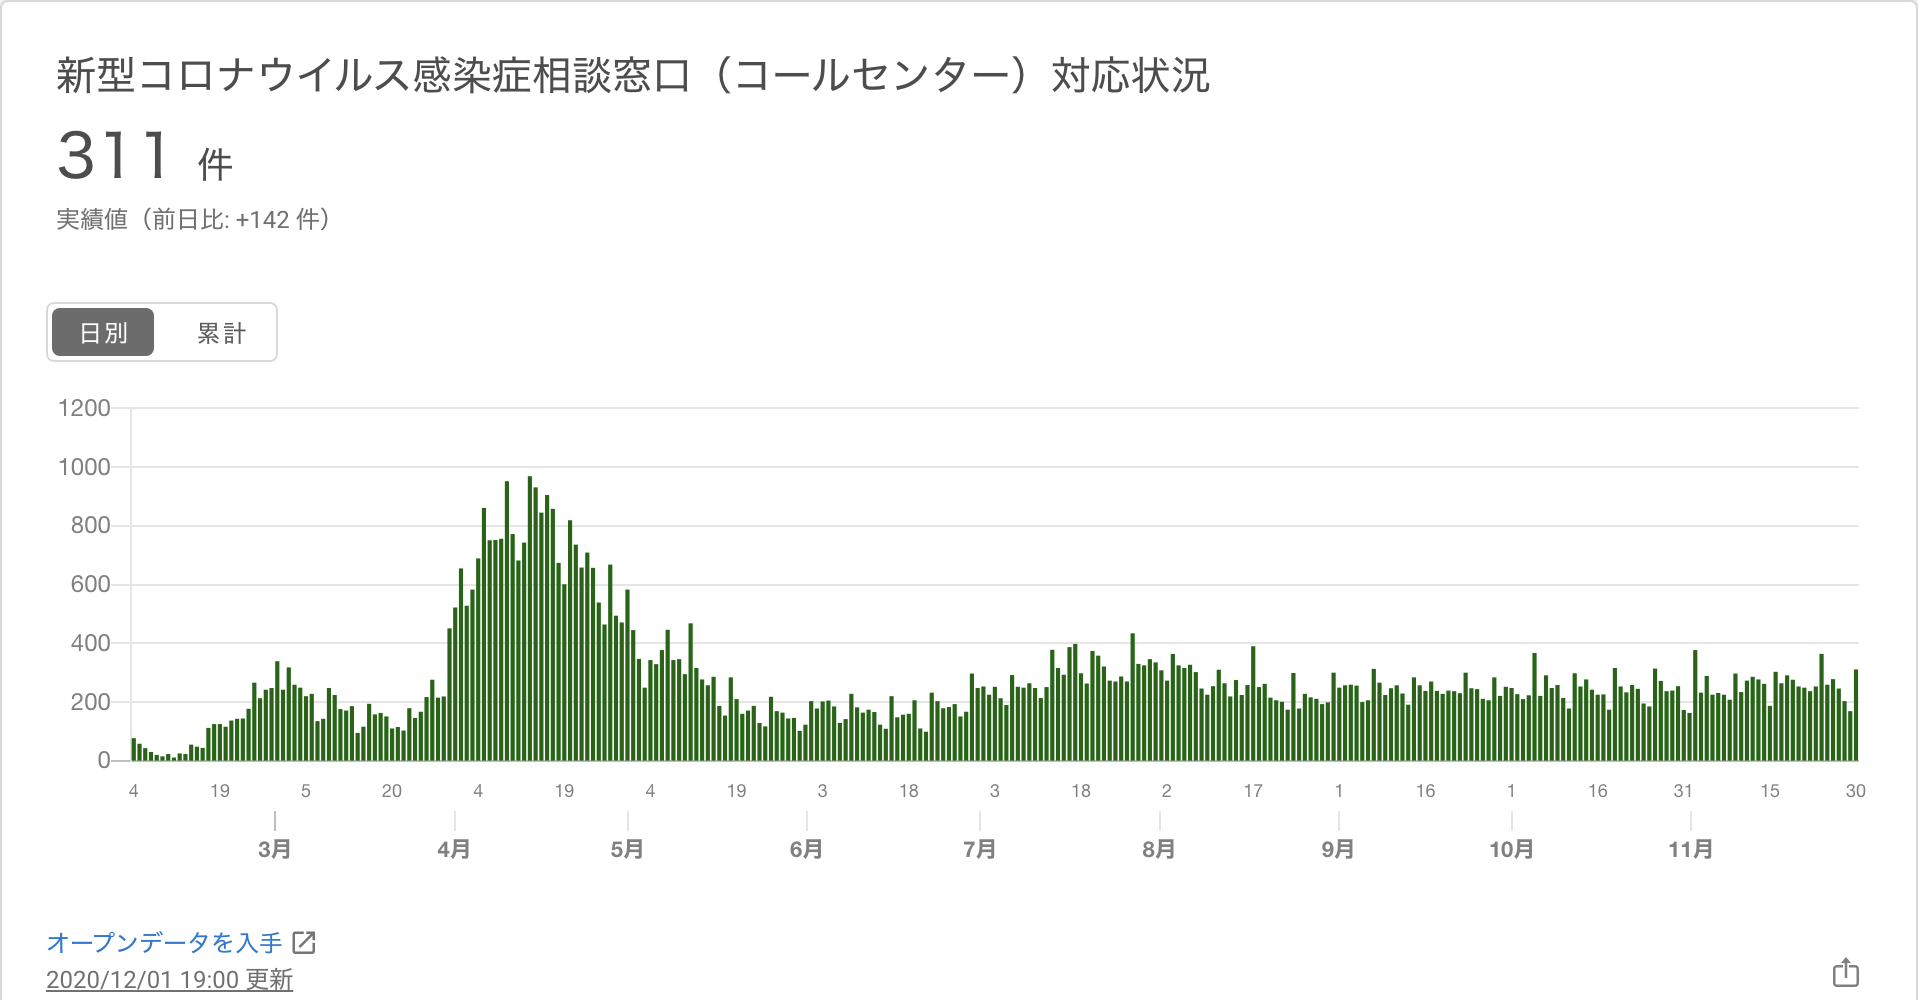 新型コロナウイルス感染症相談窓口（コールセンター）対応状況
311 件
実績値（前日比: +142 件）
日別 累計
1200
1000
800
600
400
200
0
4 19 5 20 4 19 4 19 3 18 3 18 2 17 1 16 1 16 31 15 30
3月 4月 5月 6月 7月 8月 9月 10月 11月
オープンデータを入手
2020/12/01 19:00 更新